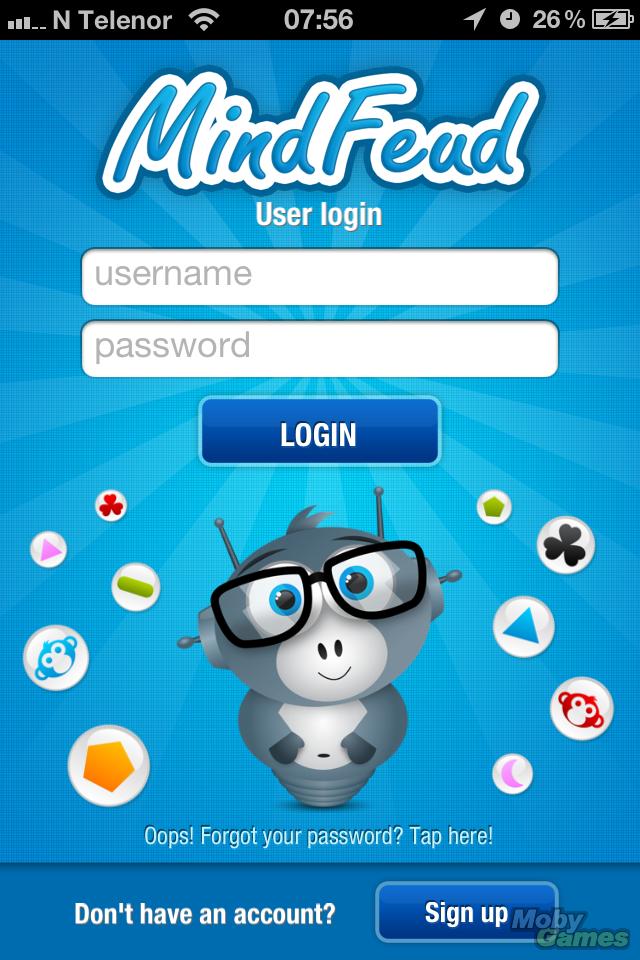 N Telenor 07:56 26%
MindFeud
User login
username
password
LOGIN
Oops! Forgot your password? Tap here!
Don't have an account? Sign up
Moby
Games